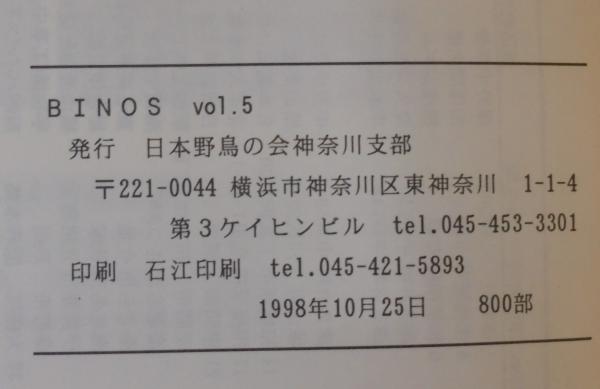 ＢＩＮＯＳ　vol.5
発行　日本野鳥の会神奈川支部
〒221-0044 横浜市神奈川区東神奈川　1-1-4
第３ケイヒンビル　tel.045-453-3301
印刷　石江印刷　tel.045-421-5893
1998年10月25日　800部